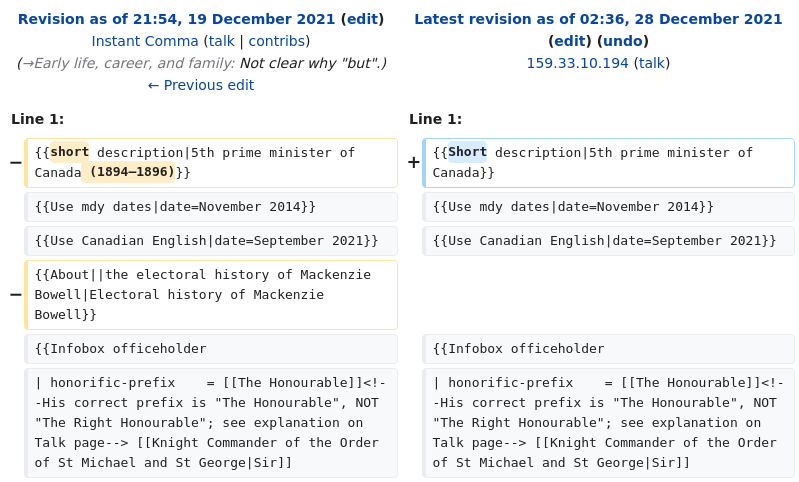 Revision as of 21:54, 19 December 2021 (edit)
Instant Comma (talk | contribs)
(→Early life, career, and family: Not clear why "but".)
← Previous edit
Latest revision as of 02:36, 28 December 2021
(edit) (undo)
159.33.10.194 (talk)
Line 1:
Line 1:
− {{short description|5th prime minister of
Canada (1894–1896)}}
+ {{Short description|5th prime minister of
Canada}}
{{Use mdy dates|date=November 2014}}
{{Use mdy dates|date=November 2014}}
{{Use Canadian English|date=September 2021}}
{{Use Canadian English|date=September 2021}}
− {{About||the electoral history of Mackenzie
Bowell|Electoral history of Mackenzie
Bowell}}
{{Infobox officeholder
{{Infobox officeholder
| honorific-prefix    = [[The Honourable]]<!-
-His correct prefix is "The Honourable", NOT
"The Right Honourable"; see explanation on
Talk page--> [[Knight Commander of the Order
of St Michael and St George|Sir]]
| honorific-prefix    = [[The Honourable]]<!-
-His correct prefix is "The Honourable", NOT
"The Right Honourable"; see explanation on
Talk page--> [[Knight Commander of the Order
of St Michael and St George|Sir]]